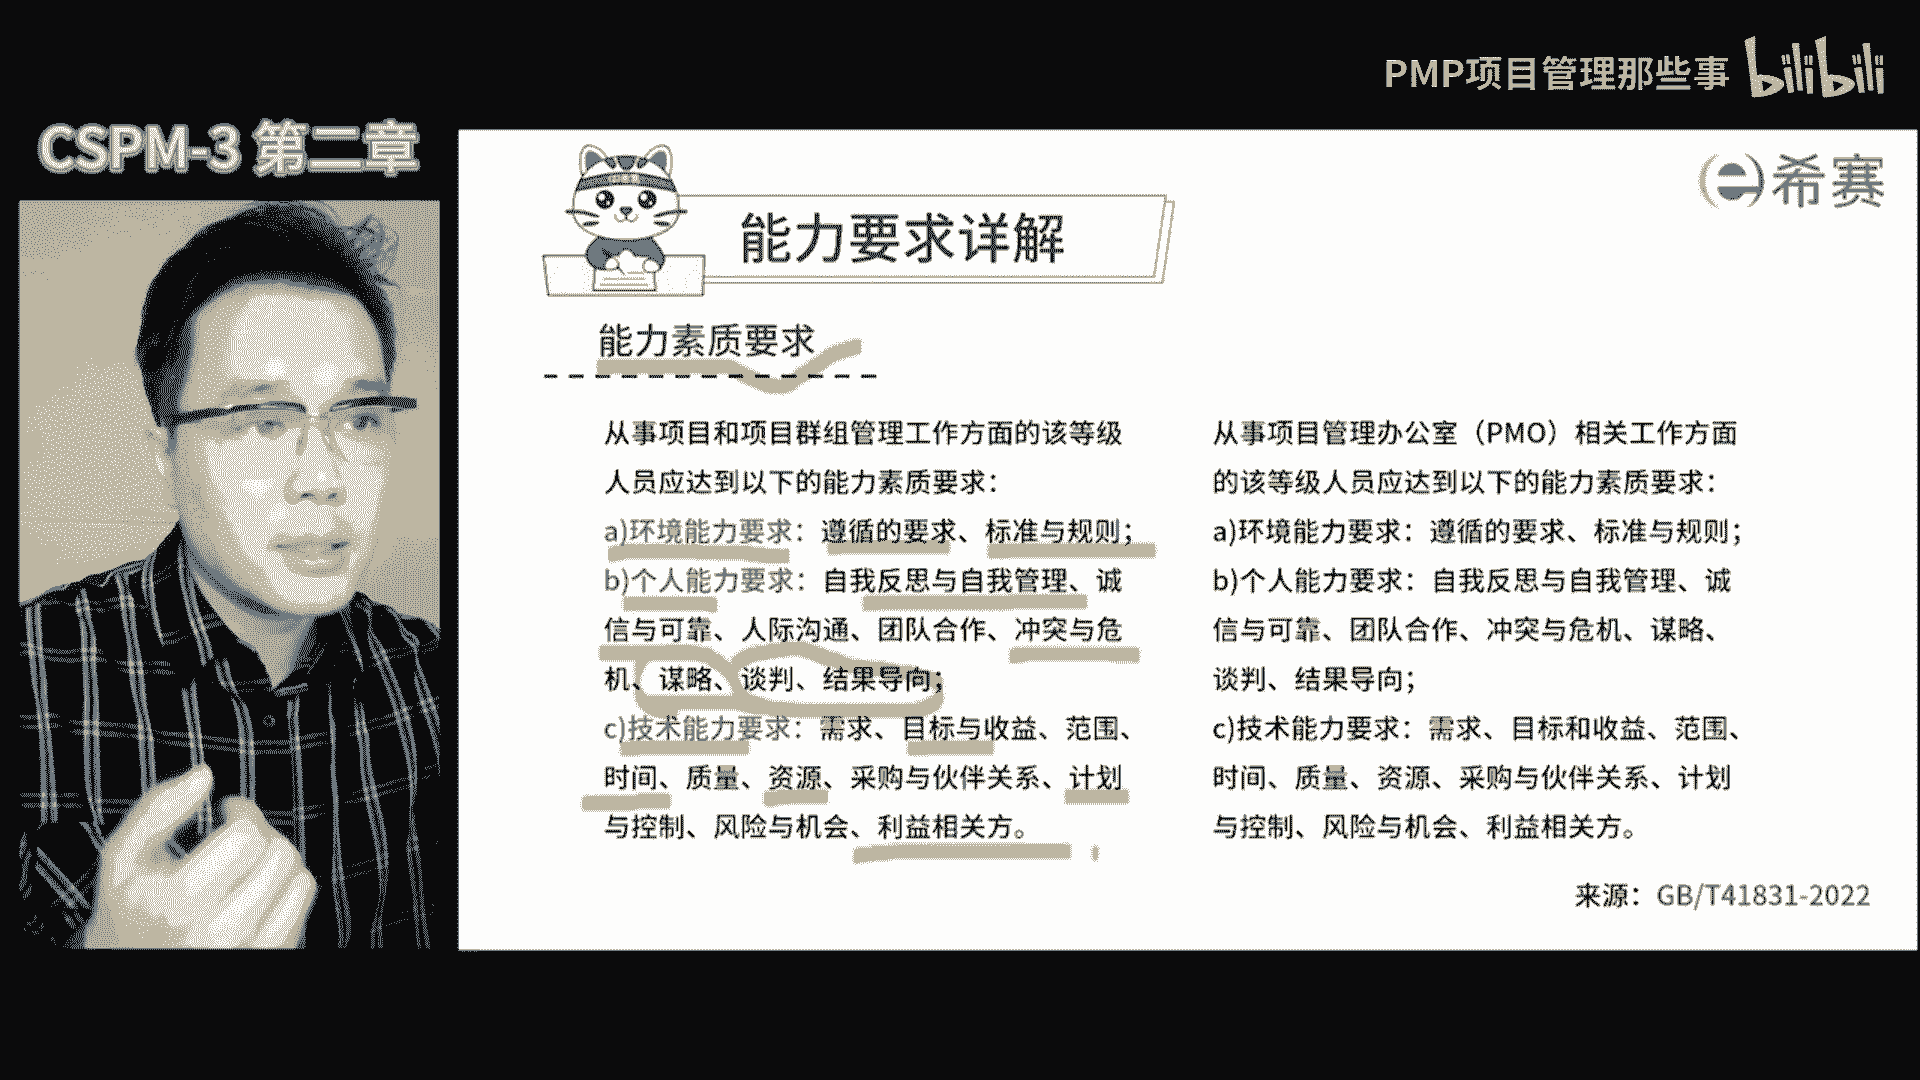 PMP项目管理那些事 bilibili
CSPM-3 第二章
希赛
能力要求详解
能力素质要求
从事项目和项目群组管理工作方面的该等级
人员应达到以下的能力素质要求：
a)环境能力要求：遵循的要求、标准与规则；
b)个人能力要求：自我反思与自我管理、诚
信与可靠、人际沟通、团队合作、冲突与危
机、谋略、谈判、结果导向；
c)技术能力要求：需求、目标与收益、范围、
时间、质量、资源、采购与伙伴关系、计划
与控制、风险与机会、利益相关方。
从事项目管理办公室（PMO）相关工作方面
的该等级人员应达到以下的能力素质要求：
a)环境能力要求：遵循的要求、标准与规则；
b)个人能力要求：自我反思与自我管理、诚
信与可靠、团队合作、冲突与危机、谋略、
谈判、结果导向；
c)技术能力要求：需求、目标和收益、范围、
时间、质量、资源、采购与伙伴关系、计划
与控制、风险与机会、利益相关方。
来源：GB/T41831-2022